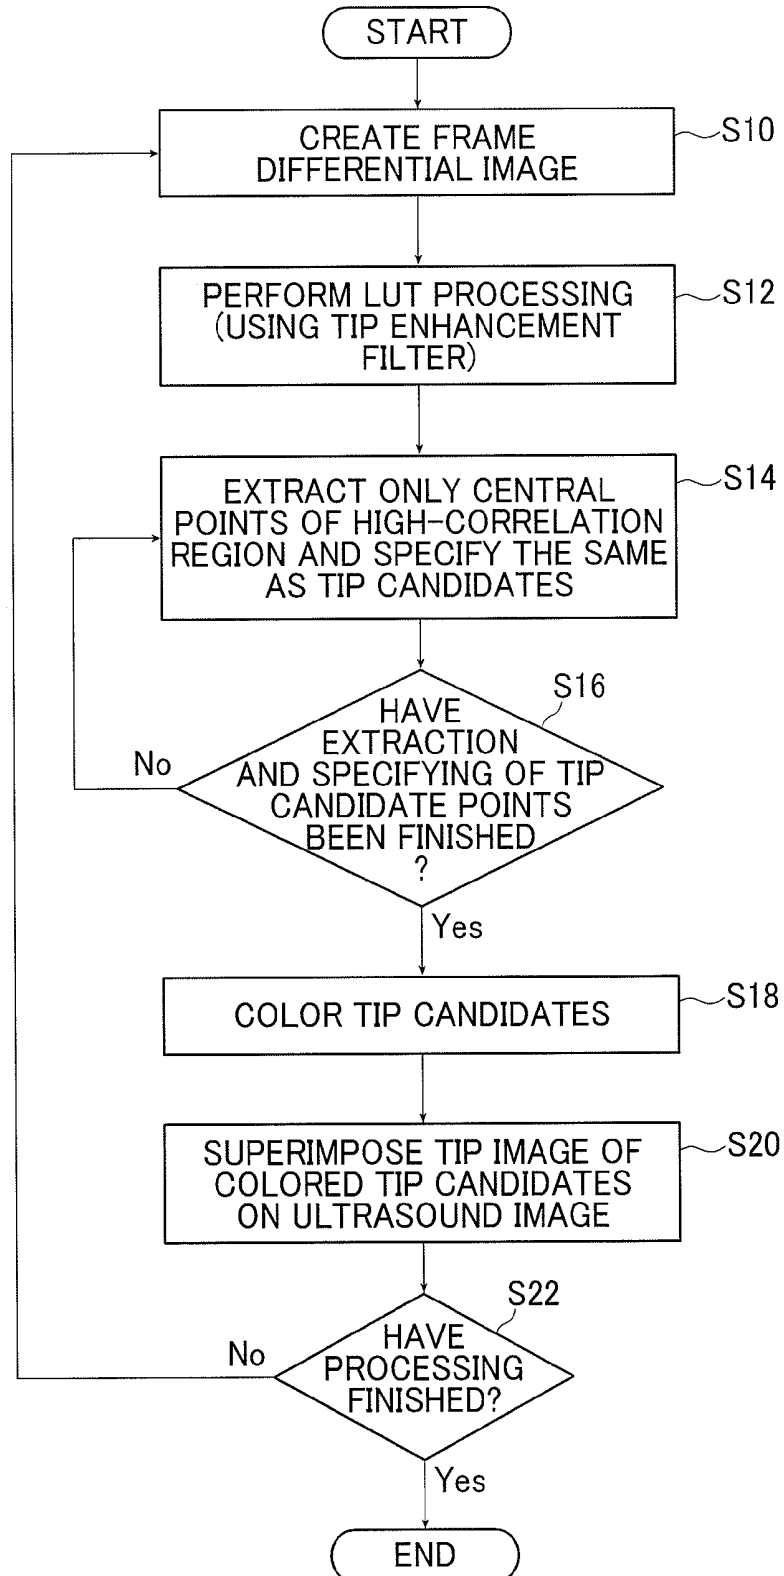 START
CREATE FRAME
DIFFERENTIAL IMAGE
S10
PERFORM LUT PROCESSING
(USING TIP ENHANCEMENT
FILTER)
S12
EXTRACT ONLY CENTRAL
POINTS OF HIGH-CORRELATION
REGION AND SPECIFY THE SAME
AS TIP CANDIDATES
S14
HAVE
EXTRACTION
AND SPECIFYING OF TIP
CANDIDATE POINTS
BEEN FINISHED
?
S16
No
Yes
COLOR TIP CANDIDATES
S18
SUPERIMPOSE TIP IMAGE OF
COLORED TIP CANDIDATES
ON ULTRASOUND IMAGE
S20
HAVE
PROCESSING
FINISHED?
S22
No
Yes
END